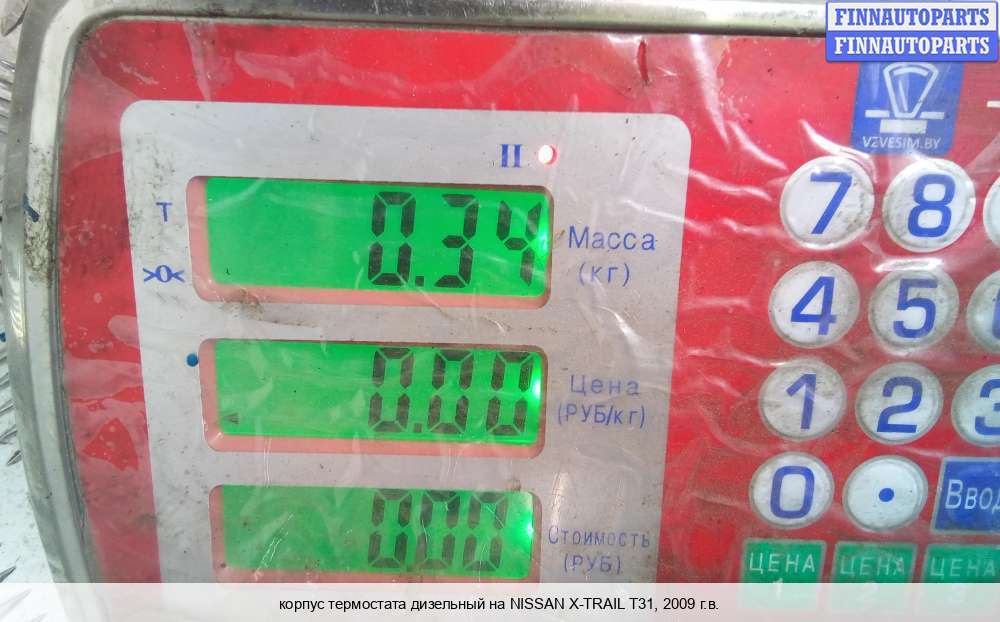 FINNAUTOPARTS
FINNAUTOPARTS
VZVESIM.BY
II
T
0.34
Масса
(кг)
>0<
7 8
4 5
0.00
Цена
(РУБ/кг)
1 2 3
0.00
Стоимость
(РУБ)
0 .
Ввод
ЦЕНА ЦЕНА ЦЕНА
корпус термостата дизельный на NISSAN X-TRAIL T31, 2009 г.в.